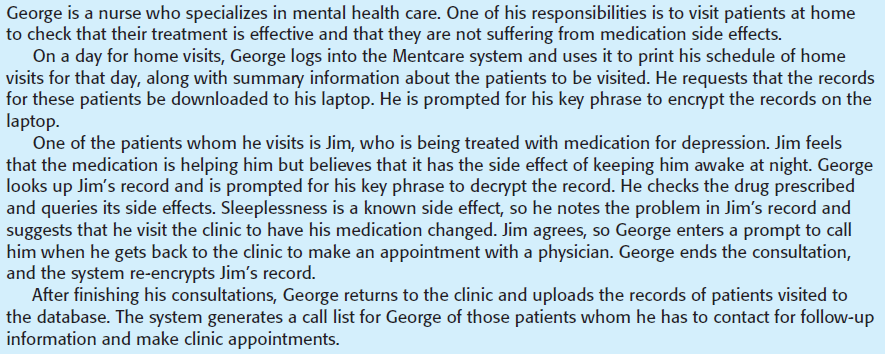 George is a nurse who specializes in mental health care. One of his responsibilities is to visit patients at home
to check that their treatment is effective and that they are not suffering from medication side effects.
On a day for home visits, George logs into the Mentcare system and uses it to print his schedule of home
visits for that day, along with summary information about the patients to be visited. He requests that the records
for these patients be downloaded to his laptop. He is prompted for his key phrase to encrypt the records on the
laptop.
One of the patients whom he visits is Jim, who is being treated with medication for depression. Jim feels
that the medication is helping him but believes that it has the side effect of keeping him awake at night. George
looks up Jim’s record and is prompted for his key phrase to decrypt the record. He checks the drug prescribed
and queries its side effects. Sleeplessness is a known side effect, so he notes the problem in Jim’s record and
suggests that he visit the clinic to have his medication changed. Jim agrees, so George enters a prompt to call
him when he gets back to the clinic to make an appointment with a physician. George ends the consultation,
and the system re-encrypts Jim’s record.
After finishing his consultations, George returns to the clinic and uploads the records of patients visited to
the database. The system generates a call list for George of those patients whom he has to contact for follow-up
information and make clinic appointments.